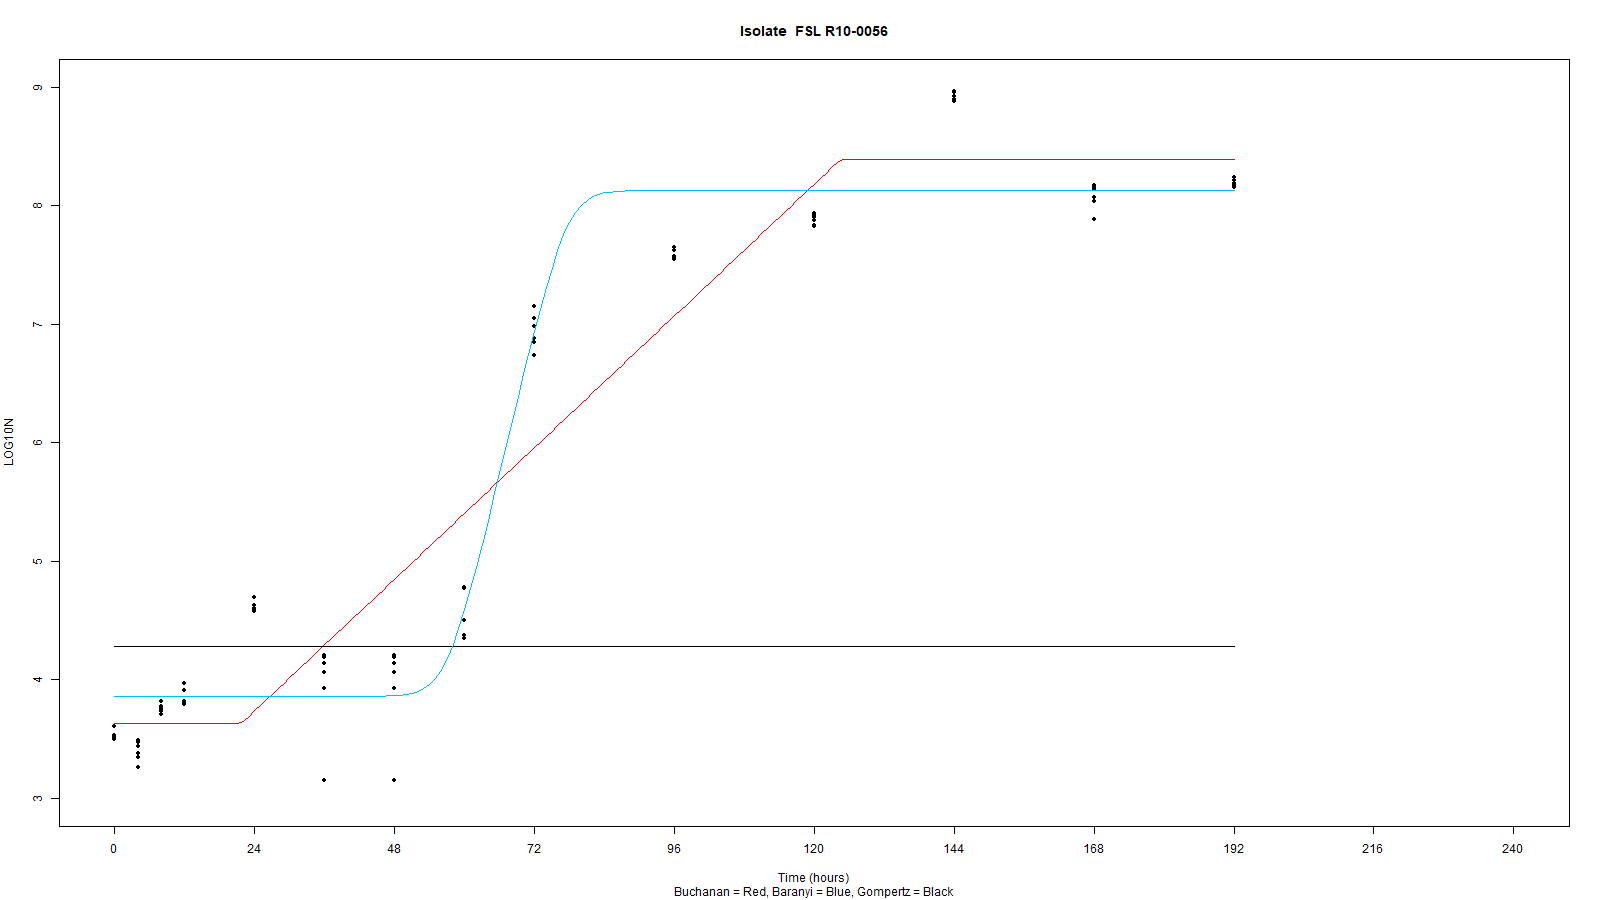 Isolate  FSL R10-0056
LOG10N
9
8
7
6
5
4
3
0 24 48 72 96 120 144 168 192 216 240
Time (hours)
Buchanan = Red, Baranyi = Blue, Gompertz = Black